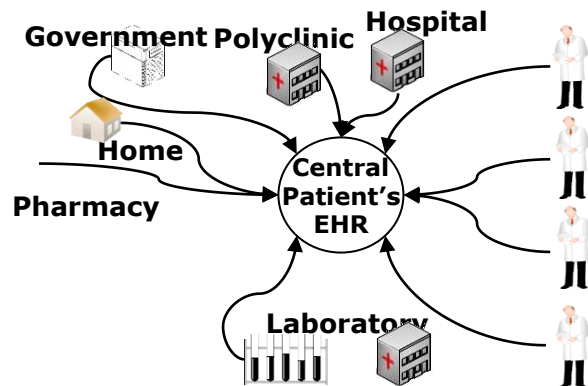 Government
Polyclinic
Hospital
Home
Pharmacy
Central
Patient's
EHR
Laboratory